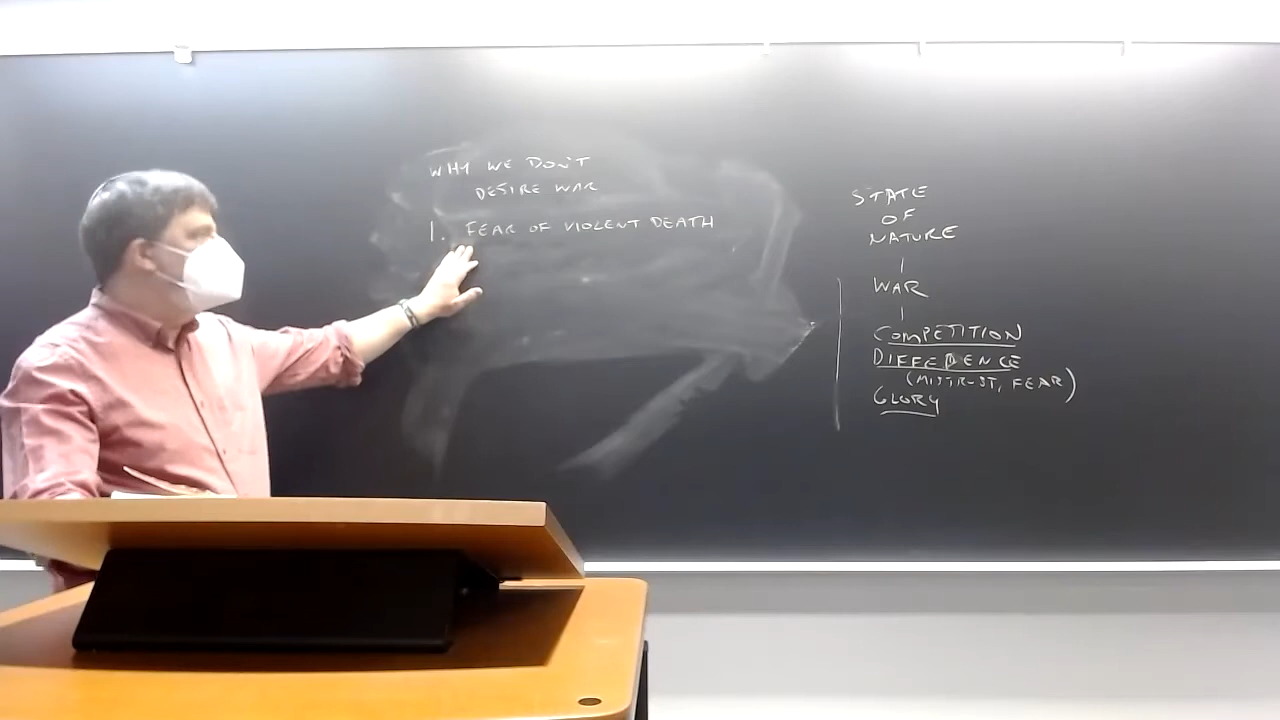 WHY WE DON'T
DESIRE WAR
1. FEAR OF VIOLENT DEATH
STATE
OF
NATURE
WAR
COMPETITION
DIFFERENCE
(MISTRUST, FEAR)
GLORY